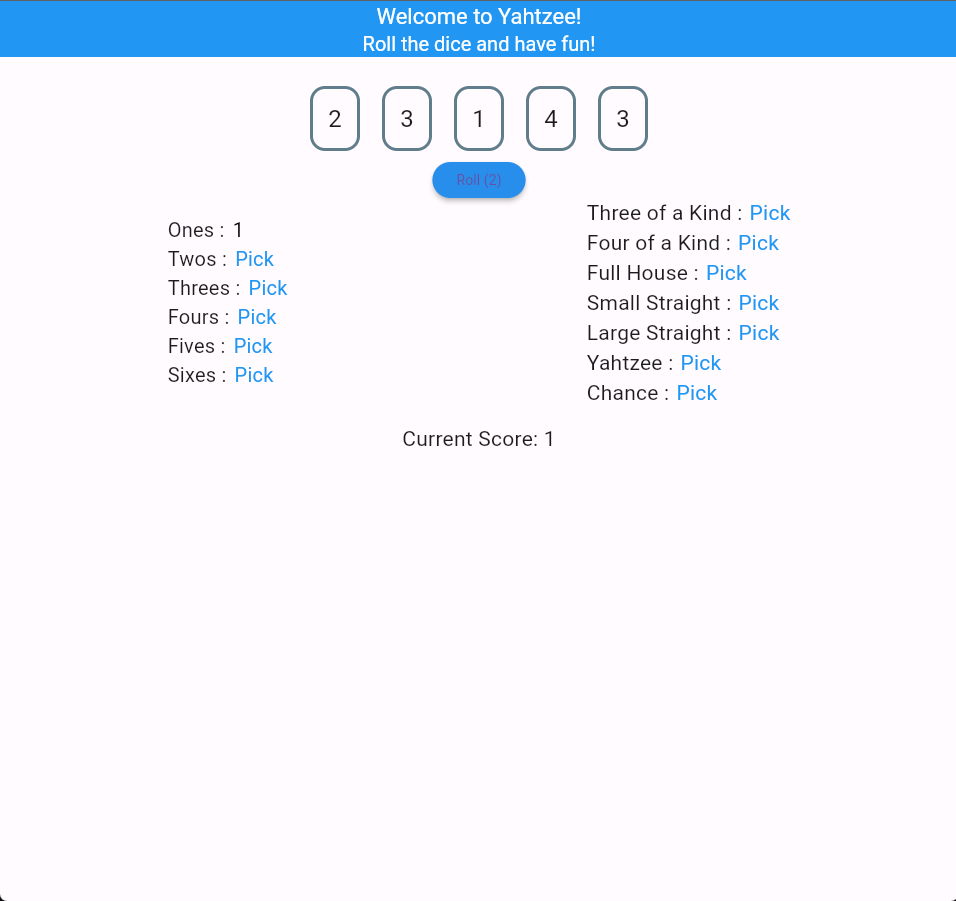 Welcome to Yahtzee!
Roll the dice and have fun!
2 3 1 4 3
Roll (2)
Ones : 1
Twos : Pick
Threes : Pick
Fours : Pick
Fives : Pick
Sixes : Pick
Three of a Kind : Pick
Four of a Kind : Pick
Full House : Pick
Small Straight : Pick
Large Straight : Pick
Yahtzee : Pick
Chance : Pick
Current Score: 1